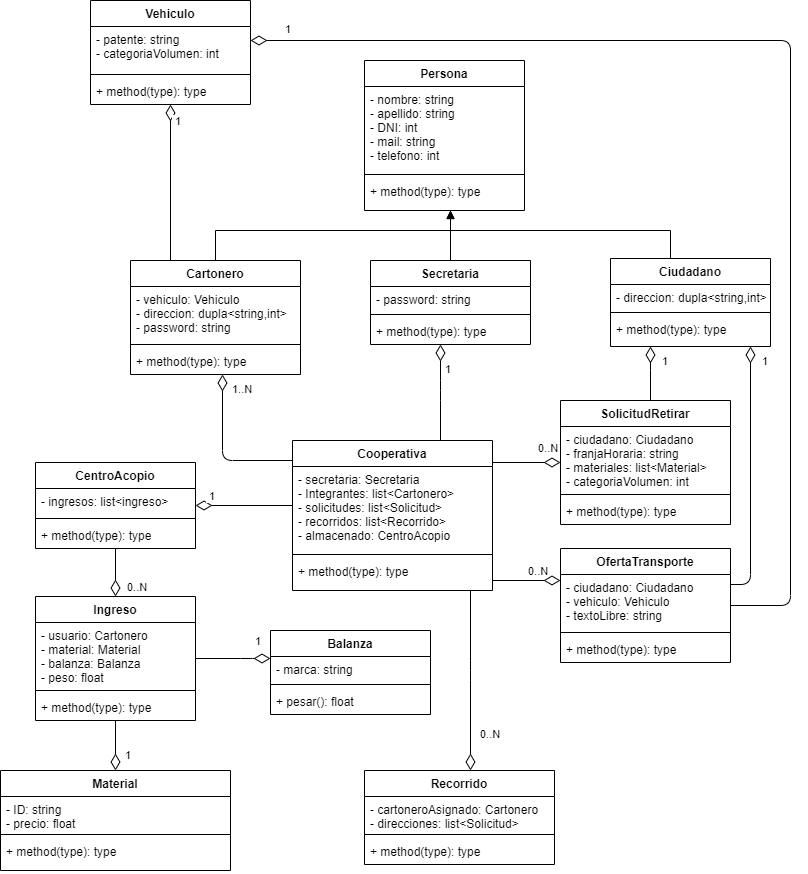 Vehiculo
- patente: string
- categoriaVolumen: int
+ method(type): type
1
1
Persona
- nombre: string
- apellido: string
- DNI: int
- mail: string
- telefono: int
+ method(type): type
Cartonero
- vehiculo: Vehiculo
- direccion: dupla<string,int>
- password: string
+ method(type): type
1..N
Secretaria
- password: string
+ method(type): type
1
Ciudadano
- direccion: dupla<string,int>
+ method(type): type
1
1
SolicitudRetirar
- ciudadano: Ciudadano
- franjaHoraria: string
- materiales: list<Material>
- categoriaVolumen: int
+ method(type): type
0..N
Cooperativa
- secretaria: Secretaria
- Integrantes: list<Cartonero>
- solicitudes: list<Solicitud>
- recorridos: list<Recorrido>
- almacenado: CentroAcopio
+ method(type): type
CentroAcopio
- ingresos: list<ingreso>
+ method(type): type
1
0..N
OfertaTransporte
- ciudadano: Ciudadano
- vehiculo: Vehiculo
- textoLibre: string
+ method(type): type
0..N
Ingreso
- usuario: Cartonero
- material: Material
- balanza: Balanza
- peso: float
+ method(type): type
1
Balanza
- marca: string
+ pesar(): float
1
Material
- ID: string
- precio: float
+ method(type): type
0..N
Recorrido
- cartoneroAsignado: Cartonero
- direcciones: list<Solicitud>
+ method(type): type